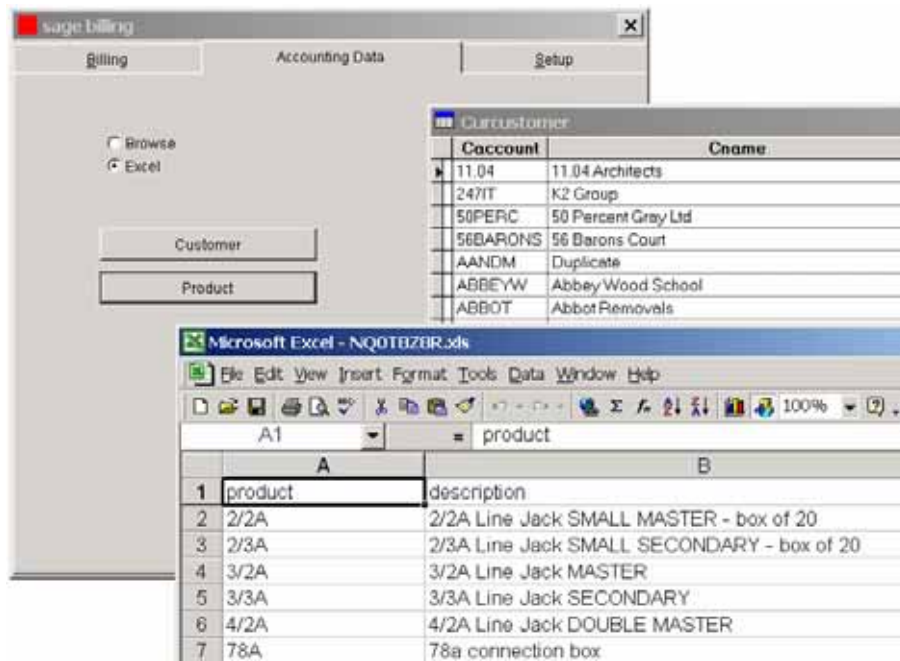 sage billing
Billing Accounting Data Setup
Browse
Excel
Customer
Product
Curcustomer
Caccount Cname
11.04 11.04 Architects
247IT K2 Group
50PERC 50 Percent Gray Ltd
56BARONS 56 Barons Court
AANDM Duplicate
ABBEYW Abbey Wood School
ABBOT Abbot Removals
Microsoft Excel - NQ0TBZ8R.xls
File Edit View Insert Format Tools Data Window Help
100%
A1 = product
A B
1 product description
2 2/2A 2/2A Line Jack SMALL MASTER - box of 20
3 2/3A 2/3A Line Jack SMALL SECONDARY - box of 20
4 3/2A 3/2A Line Jack MASTER
5 3/3A 3/3A Line Jack SECONDARY
6 4/2A 4/2A Line Jack DOUBLE MASTER
7 78A 78a connection box